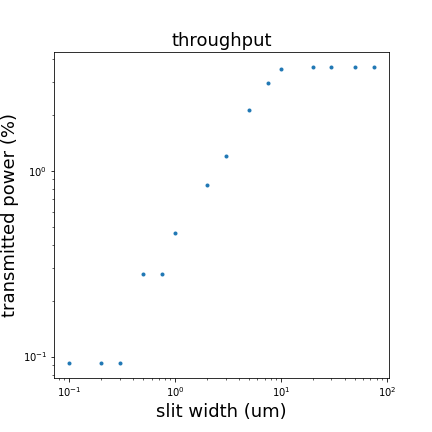 throughput
transmitted power (%)
10⁰
10⁻¹
10⁻¹ 10⁰ 10¹ 10²
slit width (um)